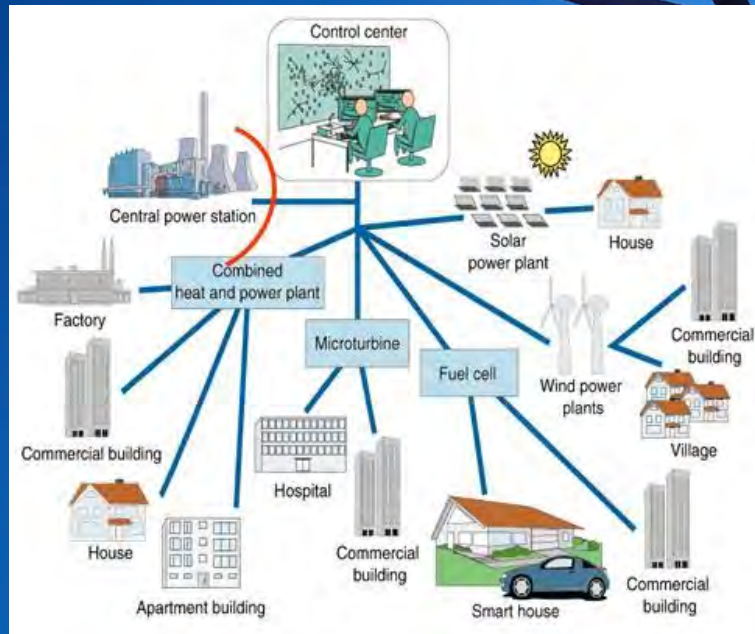 Control center
Central power station
Solar
power plant
House
Combined
heat and power plant
Factory
Commercial
building
Microturbine
Fuel cell
Wind power
plants
Village
Commercial building
Hospital
House
Commercial
building
Apartment building
Smart house
Commercial
building